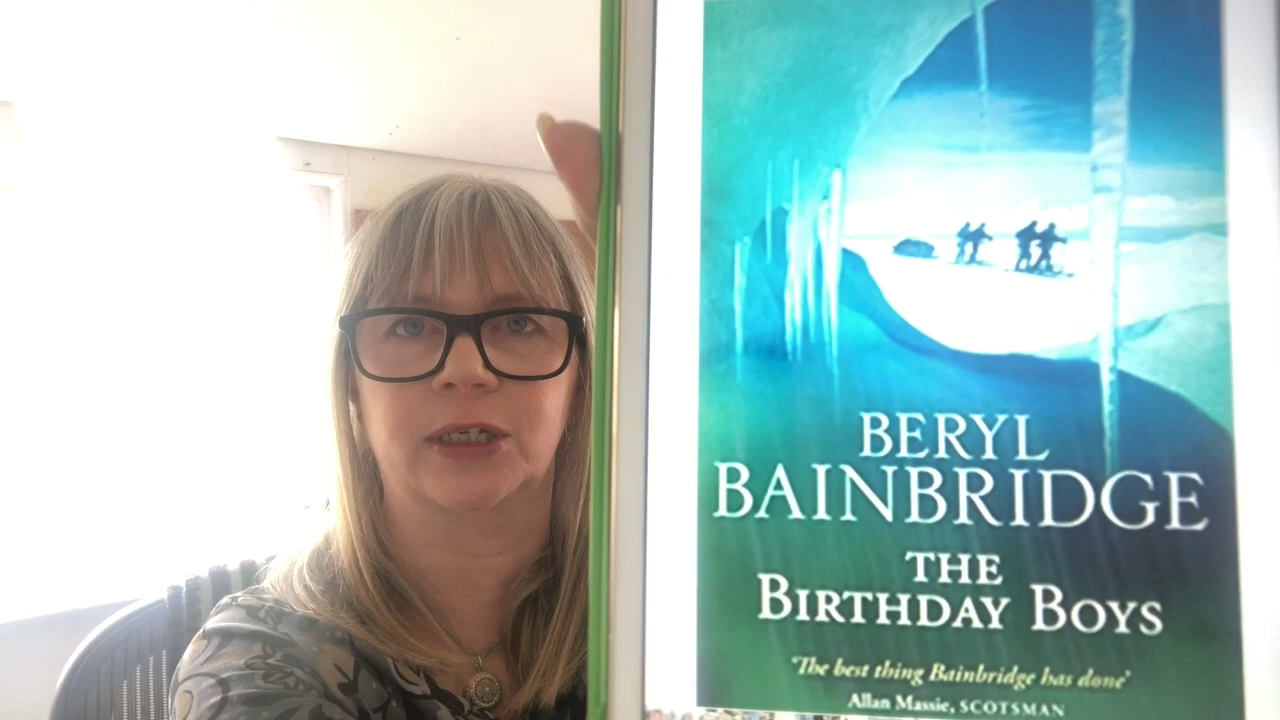 BERYL
BAINBRIDGE
THE
BIRTHDAY BOYS
'The best thing Bainbridge has done'
Allan Massie, SCOTSMAN